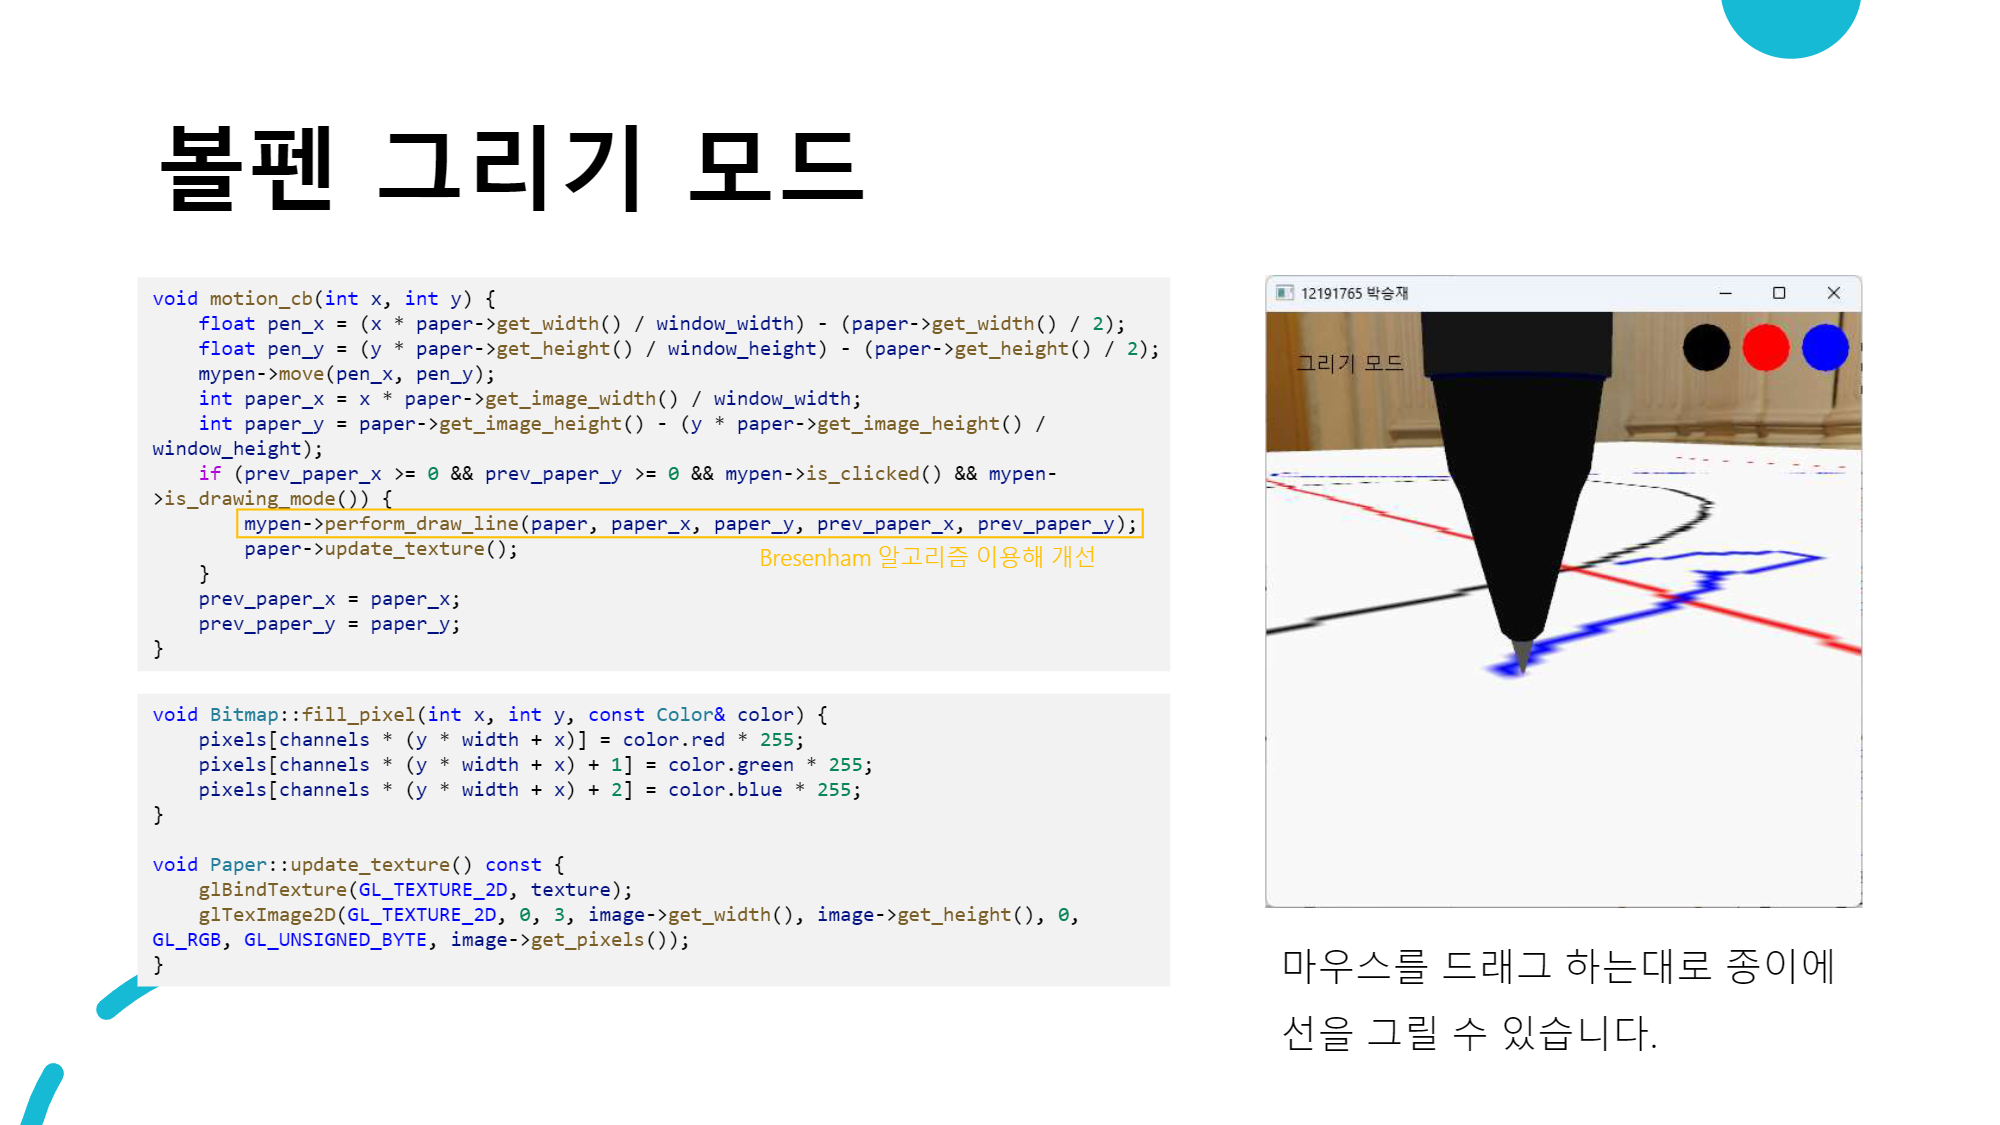 볼펜 그리기 모드
void motion_cb(int x, int y) {
    float pen_x = (x * paper->get_width() / window_width) - (paper->get_width() / 2);
    float pen_y = (y * paper->get_height() / window_height) - (paper->get_height() / 2);
    mypen->move(pen_x, pen_y);
    int paper_x = x * paper->get_image_width() / window_width;
    int paper_y = paper->get_image_height() - (y * paper->get_image_height() /
window_height);
    if (prev_paper_x >= 0 && prev_paper_y >= 0 && mypen->is_clicked() && mypen-
>is_drawing_mode()) {
        mypen->perform_draw_line(paper, paper_x, paper_y, prev_paper_x, prev_paper_y);
        paper->update_texture();
Bresenham 알고리즘 이용해 개선
    }
    prev_paper_x = paper_x;
    prev_paper_y = paper_y;
}
void Bitmap::fill_pixel(int x, int y, const Color& color) {
    pixels[channels * (y * width + x)] = color.red * 255;
    pixels[channels * (y * width + x) + 1] = color.green * 255;
    pixels[channels * (y * width + x) + 2] = color.blue * 255;
}
void Paper::update_texture() const {
    glBindTexture(GL_TEXTURE_2D, texture);
    glTexImage2D(GL_TEXTURE_2D, 0, 3, image->get_width(), image->get_height(), 0,
GL_RGB, GL_UNSIGNED_BYTE, image->get_pixels());
}
12191765 박승재
그리기 모드
마우스를 드래그 하는대로 종이에
선을 그릴 수 있습니다.